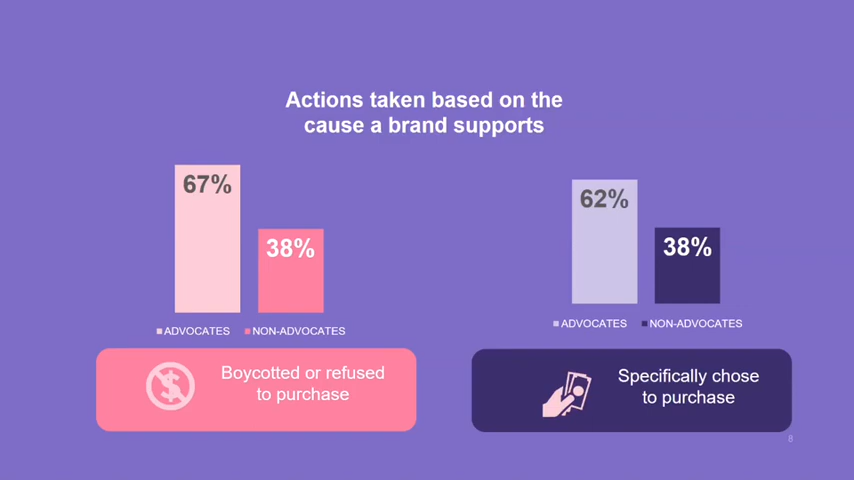 Actions taken based on the
cause a brand supports
67%
38%
ADVOCATES
NON-ADVOCATES
Boycotted or refused
to purchase
62%
38%
ADVOCATES
NON-ADVOCATES
Specifically chose
to purchase
8